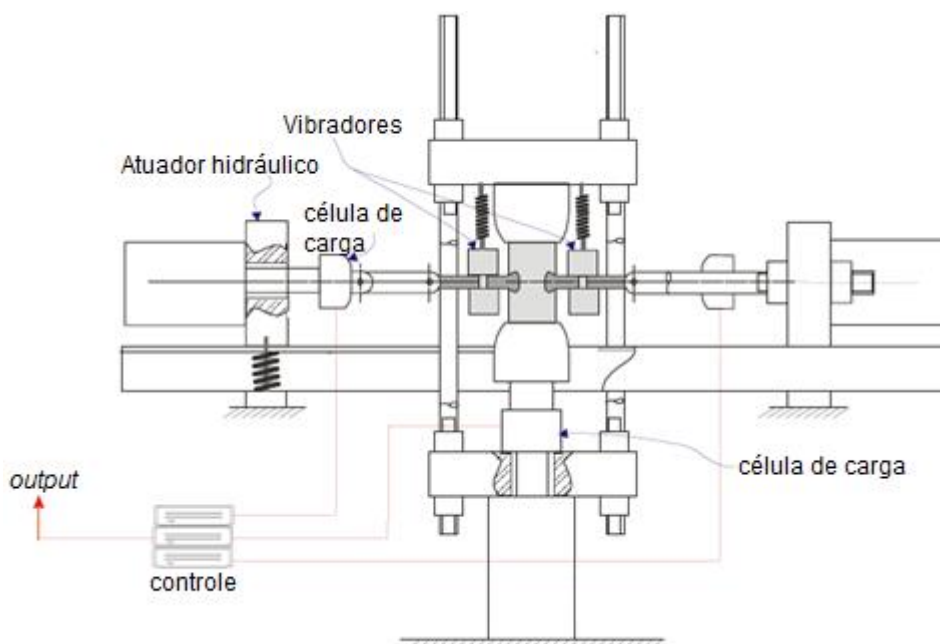 Vibradores
Atuador hidráulico
célula de
carga
célula de carga
output
controle